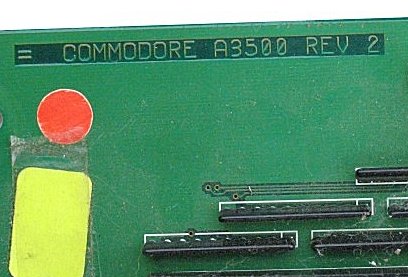 = COMMODORE A3500 REV 2